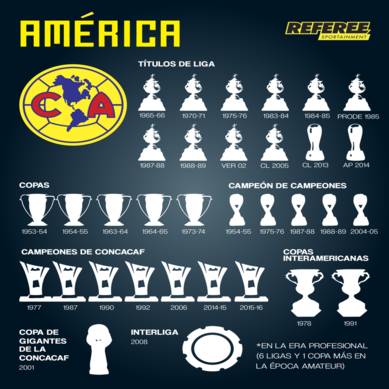 AMÉRICA
REFEREE
SPORTAINMENT
CA
TÍTULOS DE LIGA
1965-66 1970-71 1975-76 1983-84 1984-85 PRODE 1985
1987-88 1988-89 VER 02 CL 2005 CL 2013 AP 2014
COPAS
1953-54 1954-55 1963-64 1964-65 1973-74
CAMPEÓN DE CAMPEONES
1954-55 1975-76 1987-88 1988-89 2004-05
CAMPEONES DE CONCACAF
1977 1987 1990 1992 2006 2014-15 2015-16
COPAS
INTERAMERICANAS
1978 1991
COPA DE
GIGANTES
DE LA
CONCACAF
2001
INTERLIGA
2008
*EN LA ERA PROFESIONAL
(6 LIGAS Y 1 COPA MÁS EN
LA ÉPOCA AMATEUR)